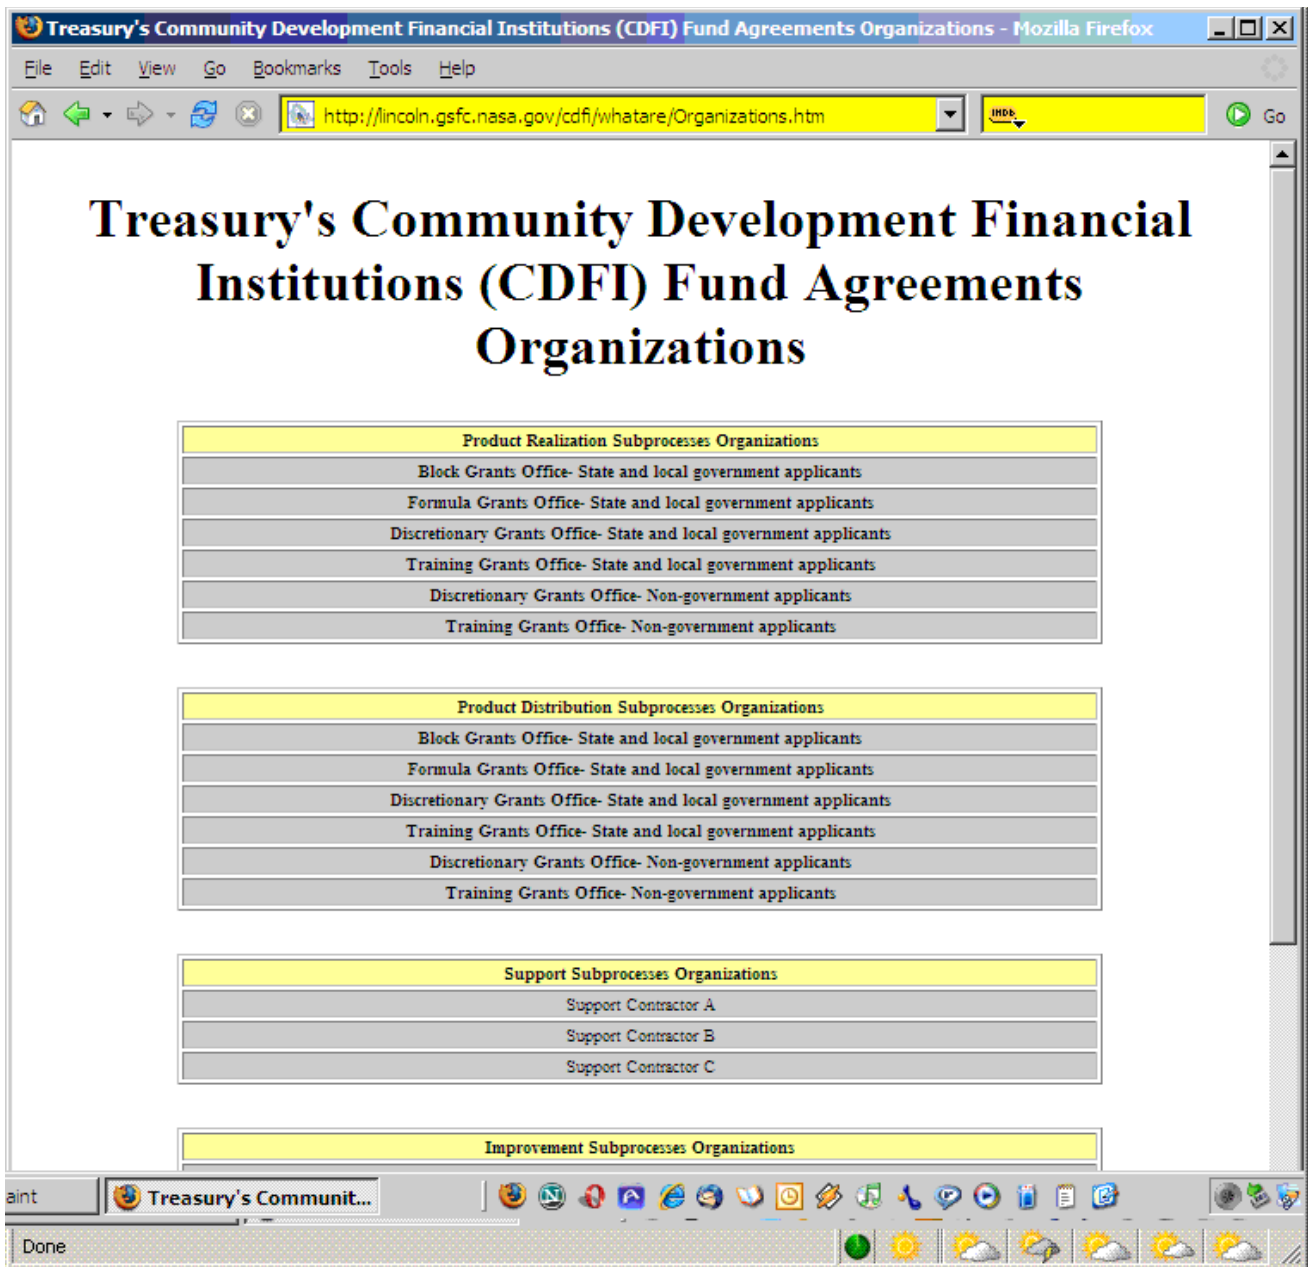 Treasury's Community Development Financial Institutions (CDFI) Fund Agreements Organizations - Mozilla Firefox
File Edit View Go Bookmarks Tools Help
http://lincoln.gsfc.nasa.gov/cdfi/whatare/Organizations.htm IMDb Go
Treasury's Community Development Financial
Institutions (CDFI) Fund Agreements
Organizations
Product Realization Subprocesses Organizations
Block Grants Office- State and local government applicants
Formula Grants Office- State and local government applicants
Discretionary Grants Office- State and local government applicants
Training Grants Office- State and local government applicants
Discretionary Grants Office- Non-government applicants
Training Grants Office- Non-government applicants
Product Distribution Subprocesses Organizations
Block Grants Office- State and local government applicants
Formula Grants Office- State and local government applicants
Discretionary Grants Office- State and local government applicants
Training Grants Office- State and local government applicants
Discretionary Grants Office- Non-government applicants
Training Grants Office- Non-government applicants
Support Subprocesses Organizations
Support Contractor A
Support Contractor B
Support Contractor C
Improvement Subprocesses Organizations
aint Treasury's Communit...
Done